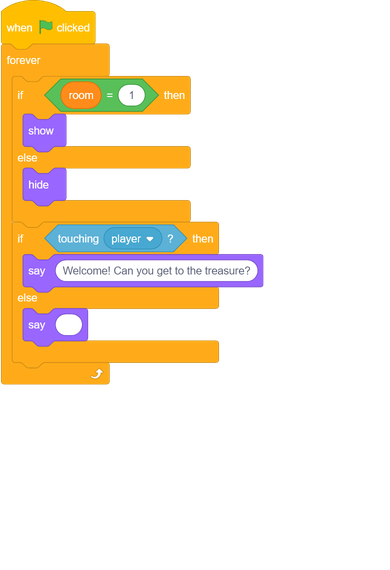 when clicked
forever
if room = 1 then
show
else
hide
if touching player ? then
say Welcome! Can you get to the treasure?
else
say